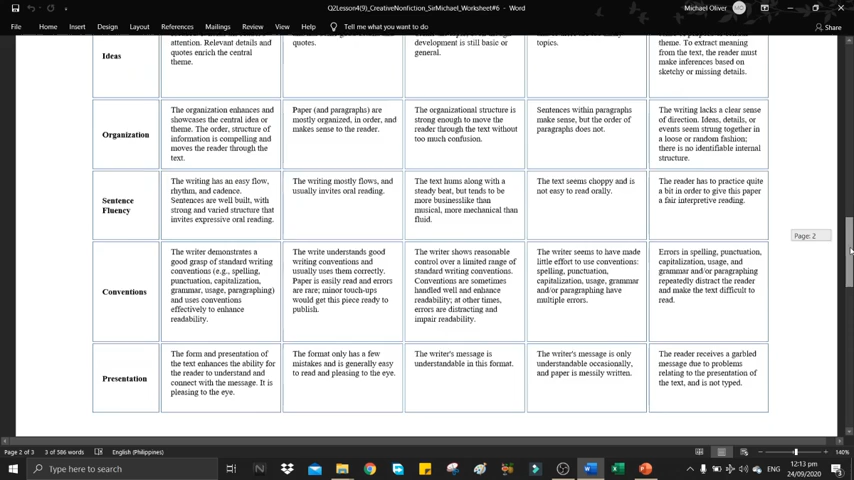 Q2Lesson4(9)_CreativeNonfiction_SirMichael_Worksheet#6 - Word
Michael Oliver
MO
File Home Insert Design Layout References Mailings Review View Help Tell me what you want to do
Share
Ideas
attention. Relevant details and
quotes enrich the central
theme.
quotes.
development is still basic or
general.
topics.
theme. To extract meaning
from the text, the reader must
make inferences based on
sketchy or missing details.
Organization
The organization enhances and
showcases the central idea or
theme. The order, structure of
information is compelling and
moves the reader through the
text.
Paper (and paragraphs) are
mostly organized, in order, and
makes sense to the reader.
The organizational structure is
strong enough to move the
reader through the text without
too much confusion.
Sentences within paragraphs
make sense, but the order of
paragraphs does not.
The writing lacks a clear sense
of direction. Ideas, details, or
events seem strung together in
a loose or random fashion;
there is no identifiable internal
structure.
Sentence
Fluency
The writing has an easy flow,
rhythm, and cadence.
Sentences are well built, with
strong and varied structure that
invites expressive oral reading.
The writing mostly flows, and
usually invites oral reading.
The text hums along with a
steady beat, but tends to be
more businesslike than
musical, more mechanical than
fluid.
The text seems choppy and is
not easy to read orally.
The reader has to practice quite
a bit in order to give this paper
a fair interpretive reading.
Page: 2
Conventions
The writer demonstrates a
good grasp of standard writing
conventions (e.g., spelling,
punctuation, capitalization,
grammar, usage, paragraphing)
and uses conventions
effectively to enhance
readability.
The write understands good
writing conventions and
usually uses them correctly.
Paper is easily read and errors
are rare; minor touch-ups
would get this piece ready to
publish.
The writer shows reasonable
control over a limited range of
standard writing conventions.
Conventions are sometimes
handled well and enhance
readability; at other times,
errors are distracting and
impair readability.
The writer seems to have made
little effort to use conventions:
spelling, punctuation,
capitalization, usage, grammar
and/or paragraphing have
multiple errors.
Errors in spelling, punctuation,
capitalization, usage, and
grammar and/or paragraphing
repeatedly distract the reader
and make the text difficult to
read.
Presentation
The form and presentation of
the text enhances the ability for
the reader to understand and
connect with the message. It is
pleasing to the eye.
The format only has a few
mistakes and is generally easy
to read and pleasing to the eye.
The writer's message is
understandable in this format.
The writer's message is only
understandable occasionally,
and paper is messily written.
The reader receives a garbled
message due to problems
relating to the presentation of
the text, and is not typed.
Page 2 of 3 3 of 586 words English (Philippines) 140%
Type here to search
ENG
12:13 pm
24/09/2020